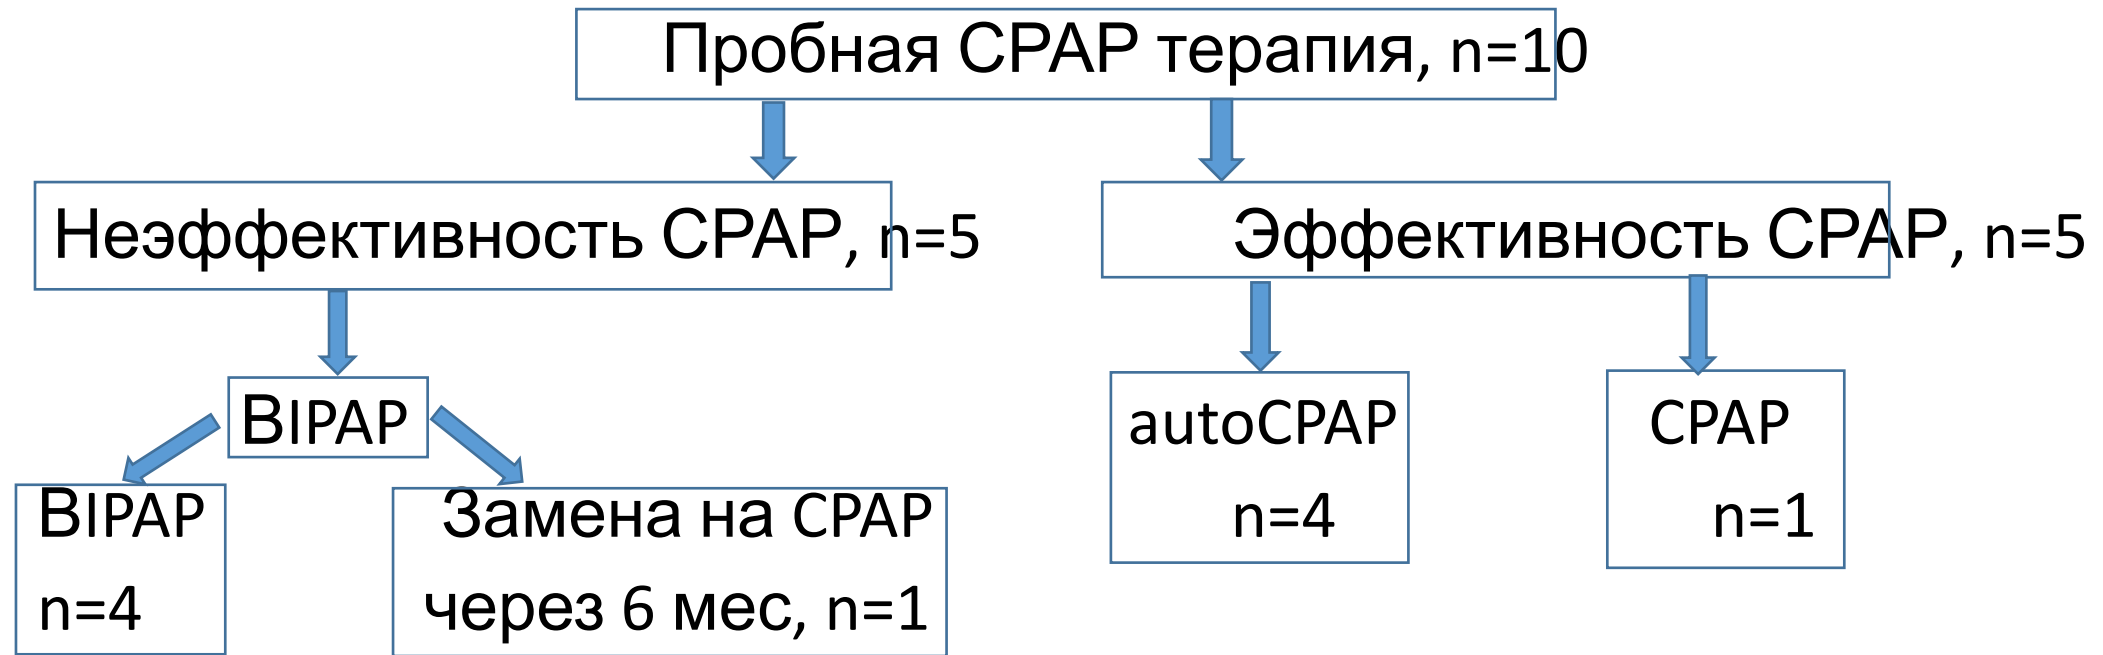 Пробная CPAP терапия, n=10
Неэффективность CPAP, n=5
Эффективность CPAP, n=5
BIPAP
autoCPAP
n=4
CPAP
n=1
BIPAP
n=4
Замена на CPAP
через 6 мес, n=1